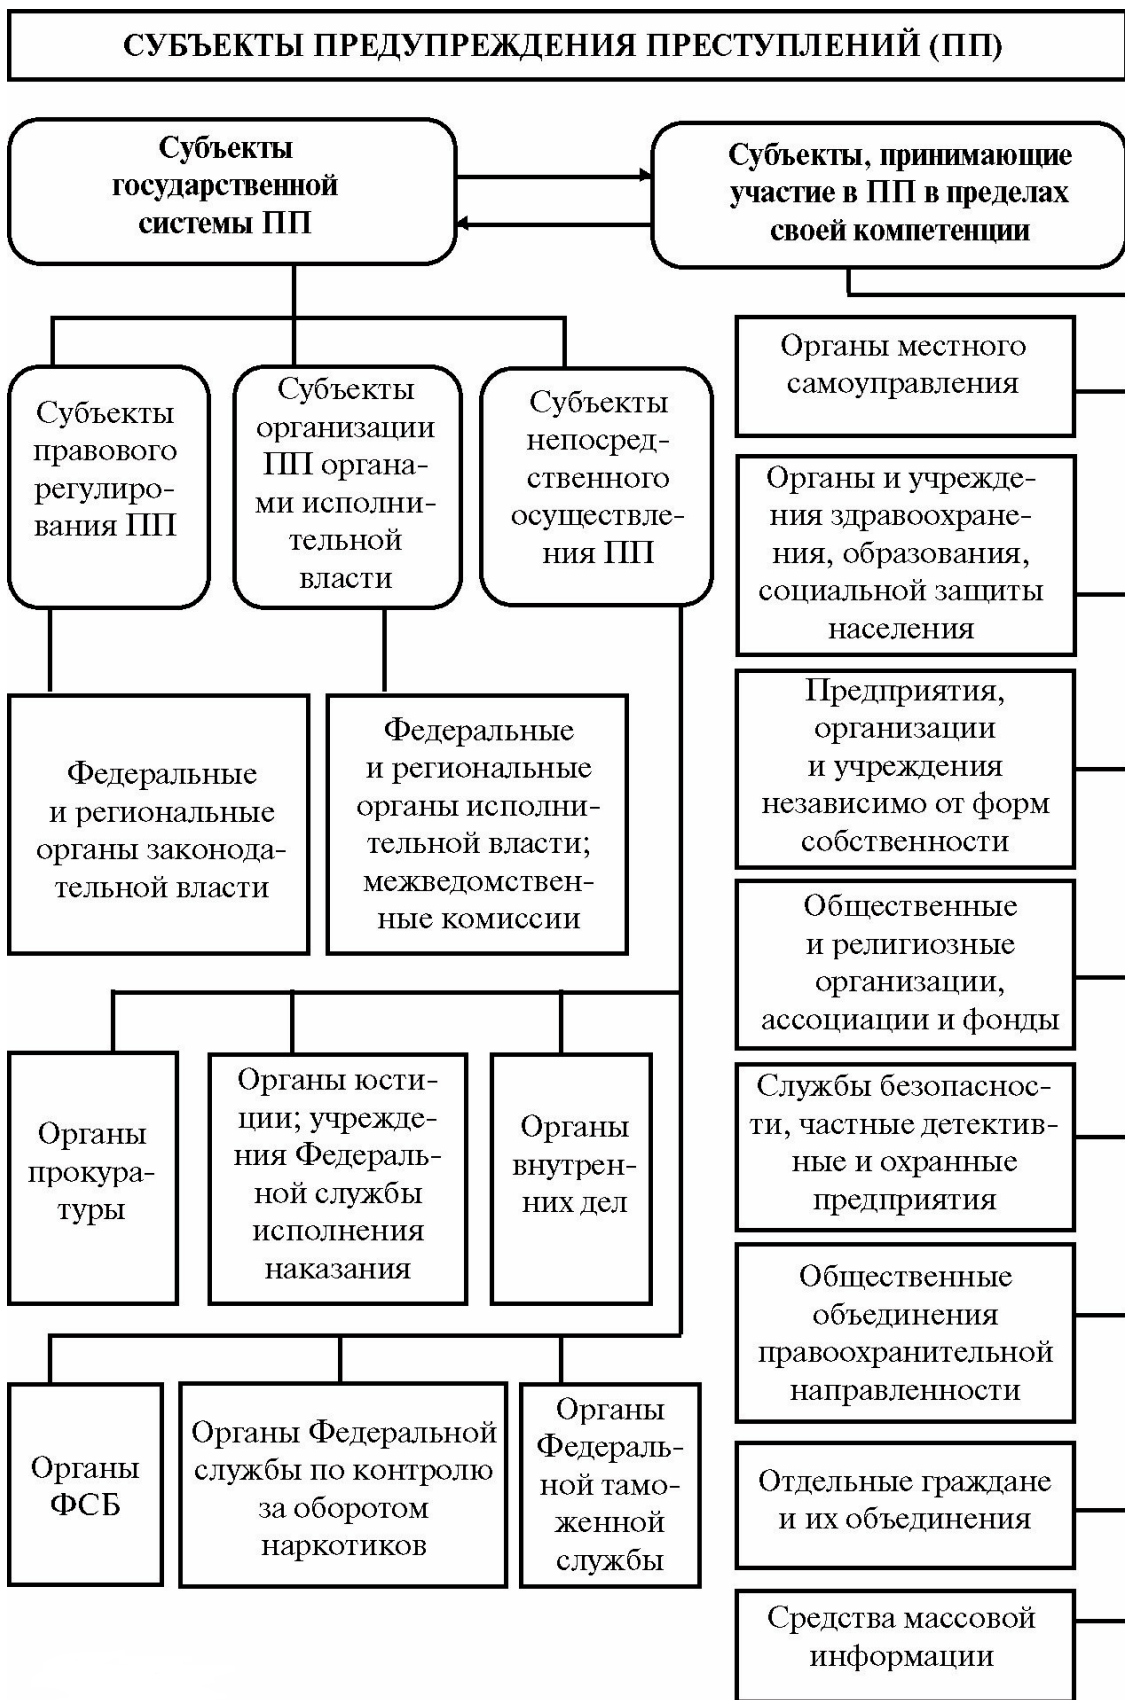 СУБЪЕКТЫ ПРЕДУПРЕЖДЕНИЯ ПРЕСТУПЛЕНИЙ (ПП)
Субъекты
государственной
системы ПП
Субъекты, принимающие
участие в ПП в пределах
своей компетенции
Субъекты
правового
регулиро-
вания ПП
Субъекты
организации
ПП органа-
ми исполни-
тельной
власти
Субъекты
непосред-
ственного
осуществле-
ния ПП
Федеральные
и региональные
органы законода-
тельной власти
Федеральные
и региональные
органы исполни-
тельной власти;
межведомствен-
ные комиссии
Органы
прокура-
туры
Органы юсти-
ции; учрежде-
ния Федераль-
ной службы
исполнения
наказания
Органы
внутрен-
них дел
Органы
ФСБ
Органы Федеральной
службы по контролю
за оборотом
наркотиков
Органы
Федераль-
ной тамо-
женной
службы
Органы местного
самоуправления
Органы и учрежде-
ния здравоохране-
ния, образования,
социальной защиты
населения
Предприятия,
организации
и учреждения
независимо от форм
собственности
Общественные
и религиозные
организации,
ассоциации и фонды
Службы безопаснос-
ти, частные детектив-
ные и охранные
предприятия
Общественные
объединения
правоохранительной
направленности
Отдельные граждане
и их объединения
Средства массовой
информации